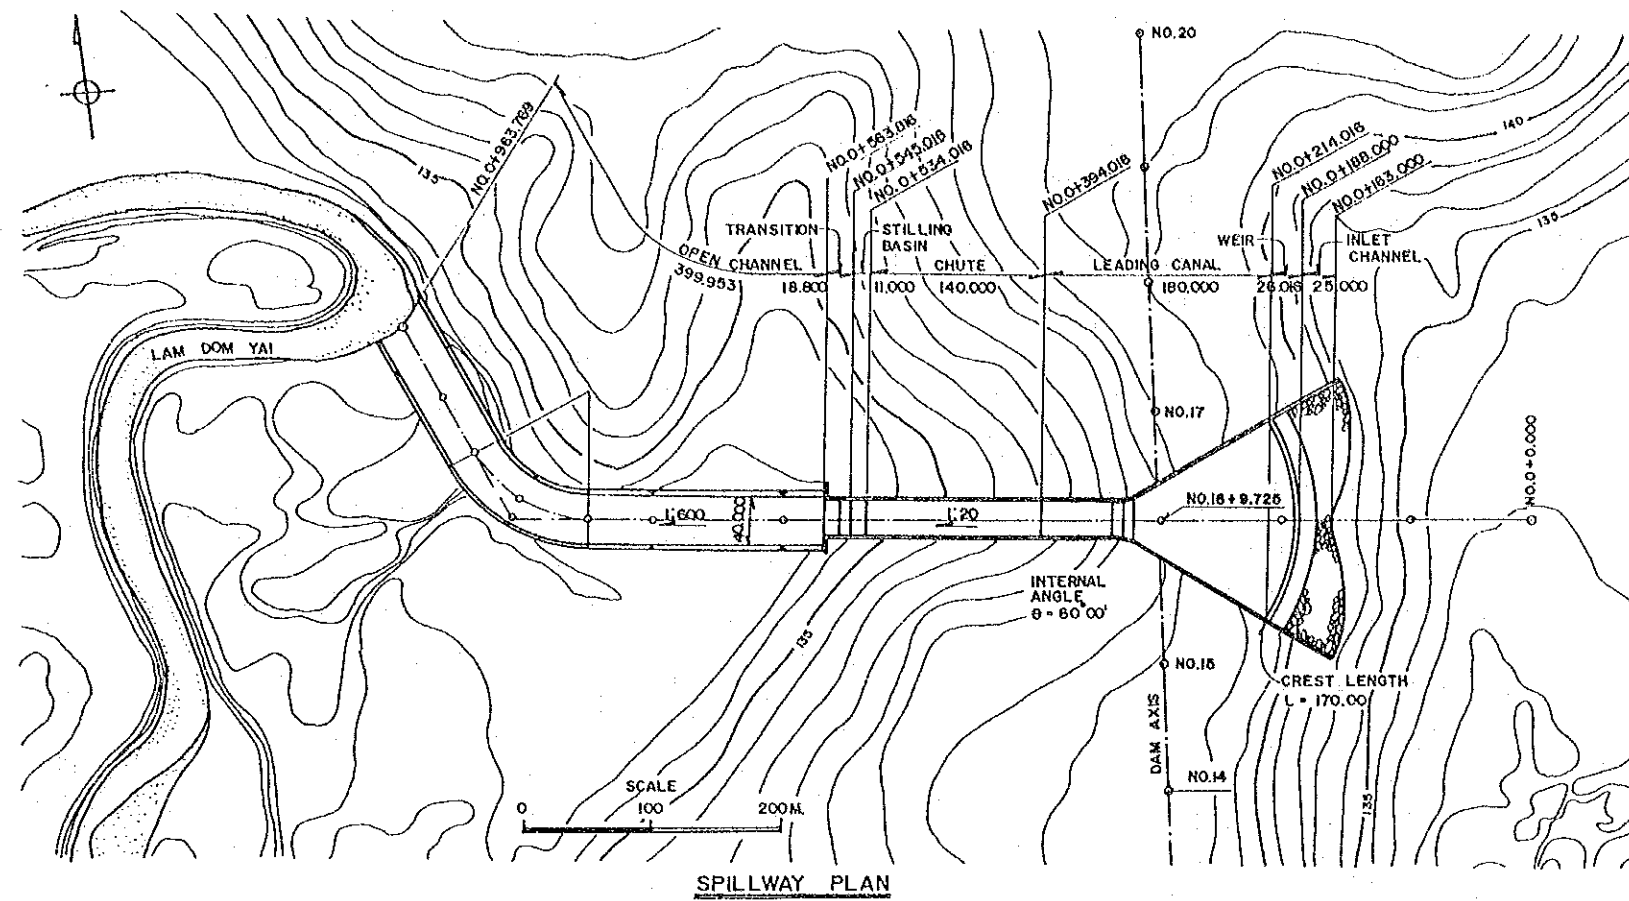 NO.20
140
NO.0+963.769
135
NO.0+563.816
NO.0+545.016
NO.0+534.016
NO.0+394.016
NO.0+214.016
NO.0+188.000
NO.0+163.000
135
TRANSITION
STILLING
BASIN
WEIR
INLET
CHANNEL
OPEN CHANNEL
CHUTE
LEADING CANAL
399.953
18.800
11.000
140.000
180.000
26.016
25.000
LAM DOM YAI
NO.17
NO.0+0.000
1:600
40.000
1:20
NO.16+9.725
INTERNAL
ANGLE
θ = 60°00'
135
NO.15
CREST LENGTH
L = 170.00
DAM AXIS
NO.14
135
SCALE
0 100 200M.
SPILLWAY PLAN